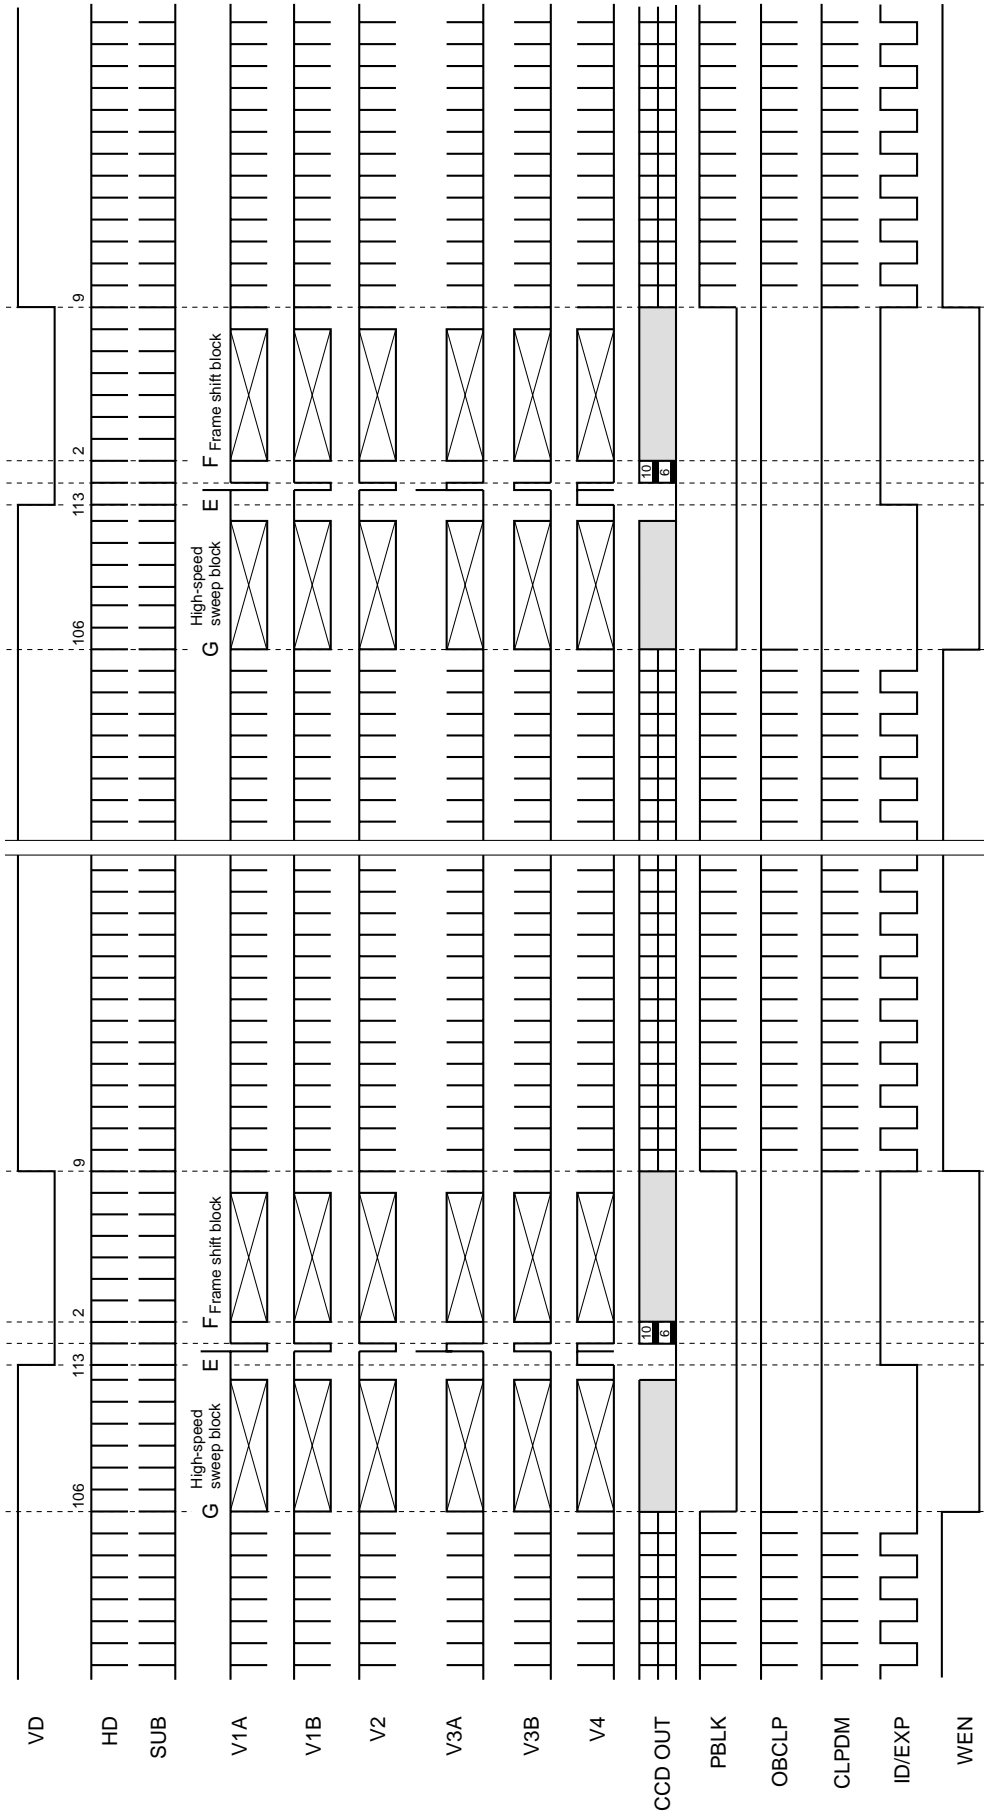 VD
106 113 2 9 106 113 2 9
HD
SUB
High-speed High-speed
G sweep block E F Frame shift block G sweep block E F Frame shift block
V1A
V1B
V2
V3A
V3B
V4
10 10
CCD OUT
6 6
PBLK
OBCLP
CLPDM
ID/EXP
WEN